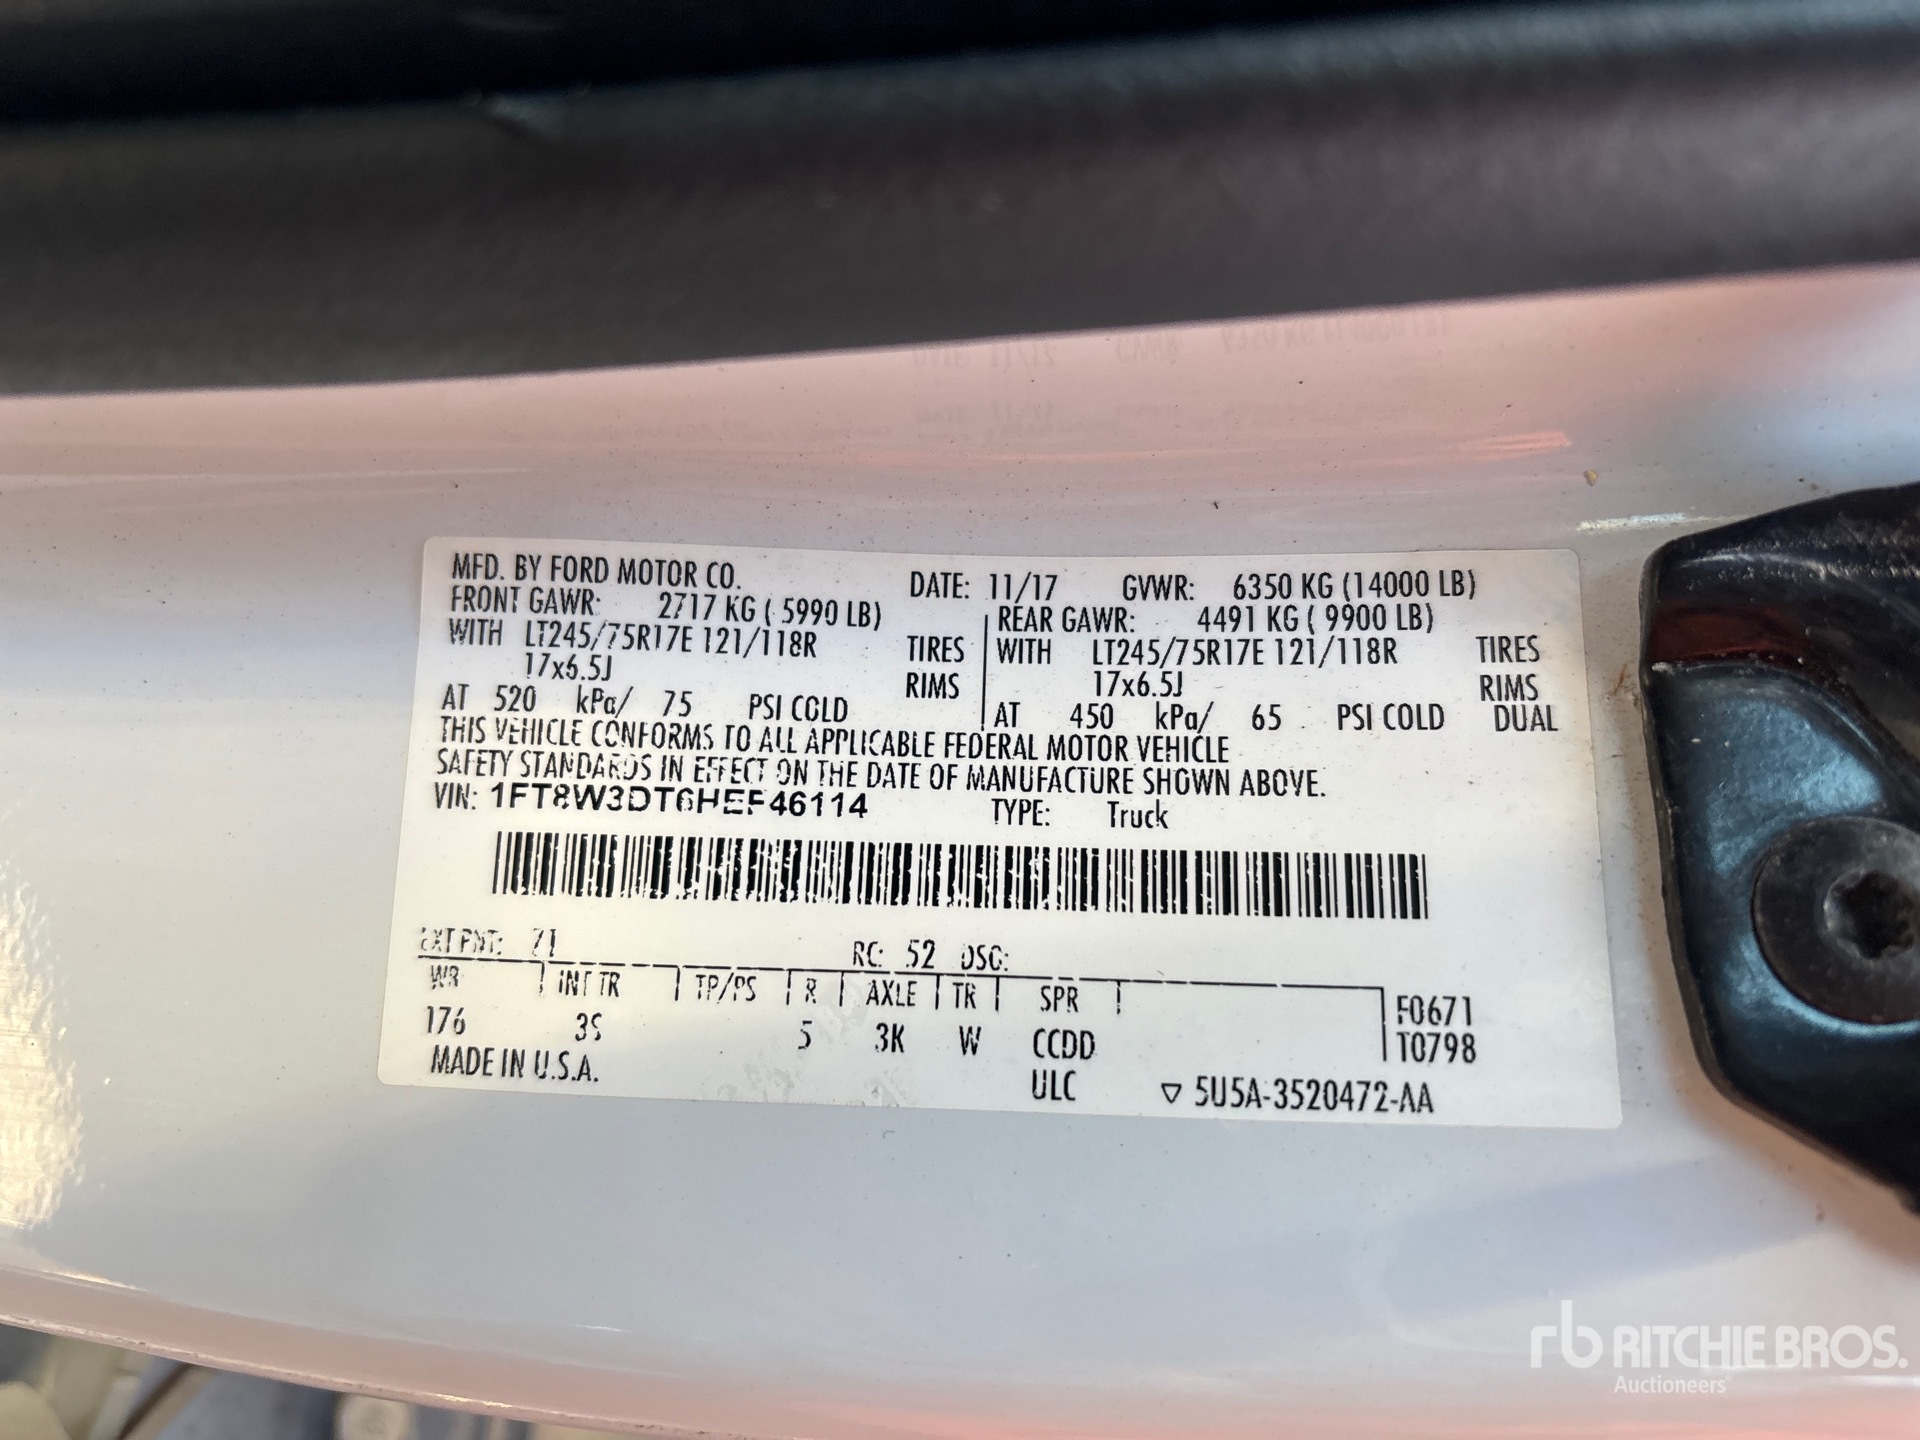 MFD. BY FORD MOTOR CO.
DATE: 11/17 GVWR: 6350 KG (14000 LB)
FRONT GAWR: 2717 KG ( 5990 LB)
REAR GAWR: 4491 KG ( 9900 LB)
WITH LT245/75R17E 121/118R TIRES
WITH LT245/75R17E 121/118R TIRES
17x6.5J RIMS
17x6.5J RIMS
AT 520 kPa/ 75 PSI COLD
AT 450 kPa/ 65 PSI COLD DUAL
THIS VEHICLE CONFORMS TO ALL APPLICABLE FEDERAL MOTOR VEHICLE
SAFETY STANDARDS IN EFFECT ON THE DATE OF MANUFACTURE SHOWN ABOVE.
VIN: 1FT8W3DT6HEF46114 TYPE: Truck
EXT PNT: Z1 RC: 52 DSO:
WB INT TR TP/PS R AXLE TR SPR
176 3S 5 3K W CCDD
F0671
T0798
MADE IN U.S.A. ULC ▽ 5U5A-3520472-AA
rb RITCHIE BROS.
Auctioneers